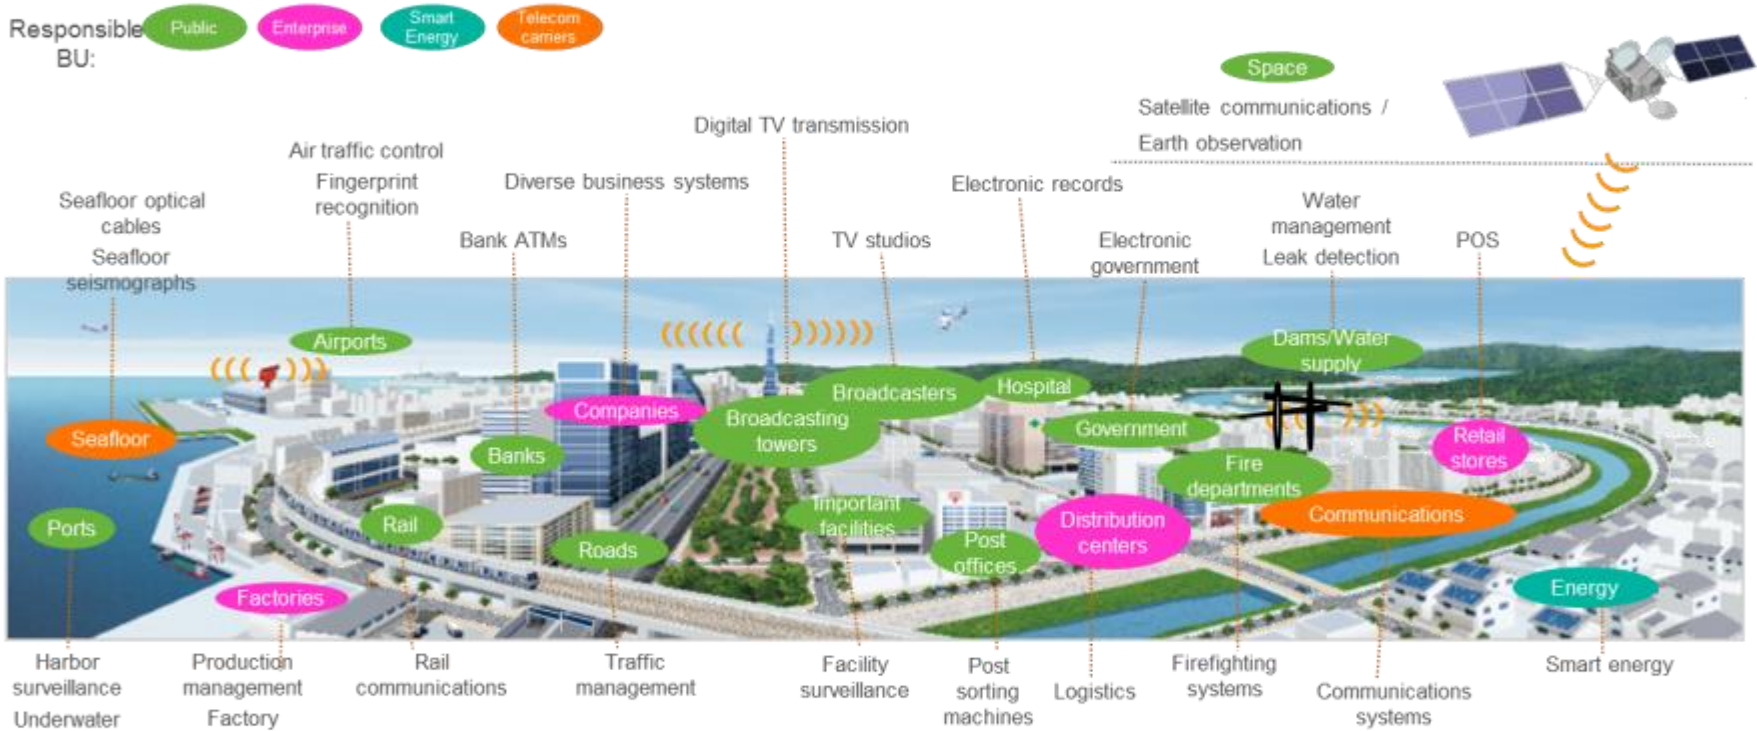 Responsible
BU:
Public
Enterprise
Smart
Energy
Telecom
carriers
Space
Satellite communications /
Earth observation
Digital TV transmission
Air traffic control
Fingerprint
recognition
Diverse business systems
Electronic records
Seafloor optical
cables
Seafloor
seismographs
Bank ATMs
TV studios
Electronic
government
Water
management
Leak detection
POS
Airports
Dams/Water
supply
Companies
Broadcasters
Hospital
Broadcasting
towers
Seafloor
Banks
Government
Retail
stores
Fire
departments
Ports
Rail
Important
facilities
Distribution
centers
Communications
Roads
Post
offices
Factories
Energy
Harbor
surveillance
Underwater
Production
management
Factory
Rail
communications
Traffic
management
Facility
surveillance
Post
sorting
machines
Logistics
Firefighting
systems
Communications
systems
Smart energy